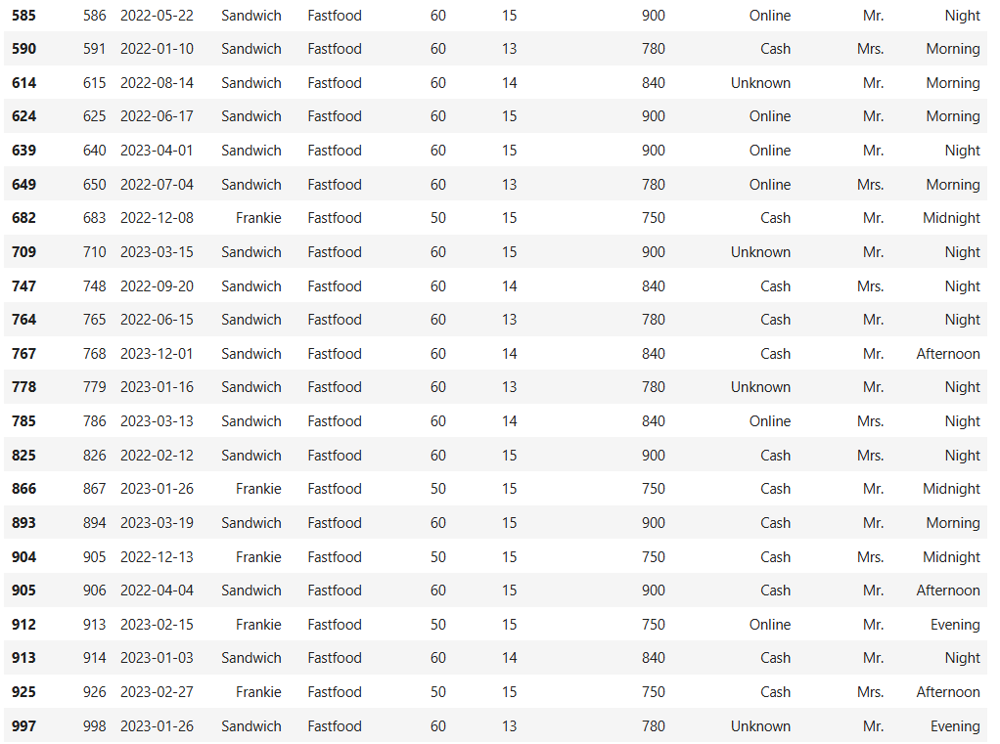 585 586 2022-05-22 Sandwich Fastfood 60 15 900 Online Mr. Night
590 591 2022-01-10 Sandwich Fastfood 60 13 780 Cash Mrs. Morning
614 615 2022-08-14 Sandwich Fastfood 60 14 840 Unknown Mr. Morning
624 625 2022-06-17 Sandwich Fastfood 60 15 900 Online Mr. Morning
639 640 2023-04-01 Sandwich Fastfood 60 15 900 Online Mr. Night
649 650 2022-07-04 Sandwich Fastfood 60 13 780 Online Mrs. Morning
682 683 2022-12-08 Frankie Fastfood 50 15 750 Cash Mr. Midnight
709 710 2023-03-15 Sandwich Fastfood 60 15 900 Unknown Mr. Night
747 748 2022-09-20 Sandwich Fastfood 60 14 840 Cash Mrs. Night
764 765 2022-06-15 Sandwich Fastfood 60 13 780 Cash Mr. Night
767 768 2023-12-01 Sandwich Fastfood 60 14 840 Cash Mr. Afternoon
778 779 2023-01-16 Sandwich Fastfood 60 13 780 Unknown Mr. Night
785 786 2023-03-13 Sandwich Fastfood 60 14 840 Online Mrs. Night
825 826 2022-02-12 Sandwich Fastfood 60 15 900 Cash Mrs. Night
866 867 2023-01-26 Frankie Fastfood 50 15 750 Cash Mr. Midnight
893 894 2023-03-19 Sandwich Fastfood 60 15 900 Cash Mr. Morning
904 905 2022-12-13 Frankie Fastfood 50 15 750 Cash Mrs. Midnight
905 906 2022-04-04 Sandwich Fastfood 60 15 900 Cash Mr. Afternoon
912 913 2023-02-15 Frankie Fastfood 50 15 750 Online Mr. Evening
913 914 2023-01-03 Sandwich Fastfood 60 14 840 Cash Mr. Night
925 926 2023-02-27 Frankie Fastfood 50 15 750 Cash Mrs. Afternoon
997 998 2023-01-26 Sandwich Fastfood 60 13 780 Unknown Mr. Evening